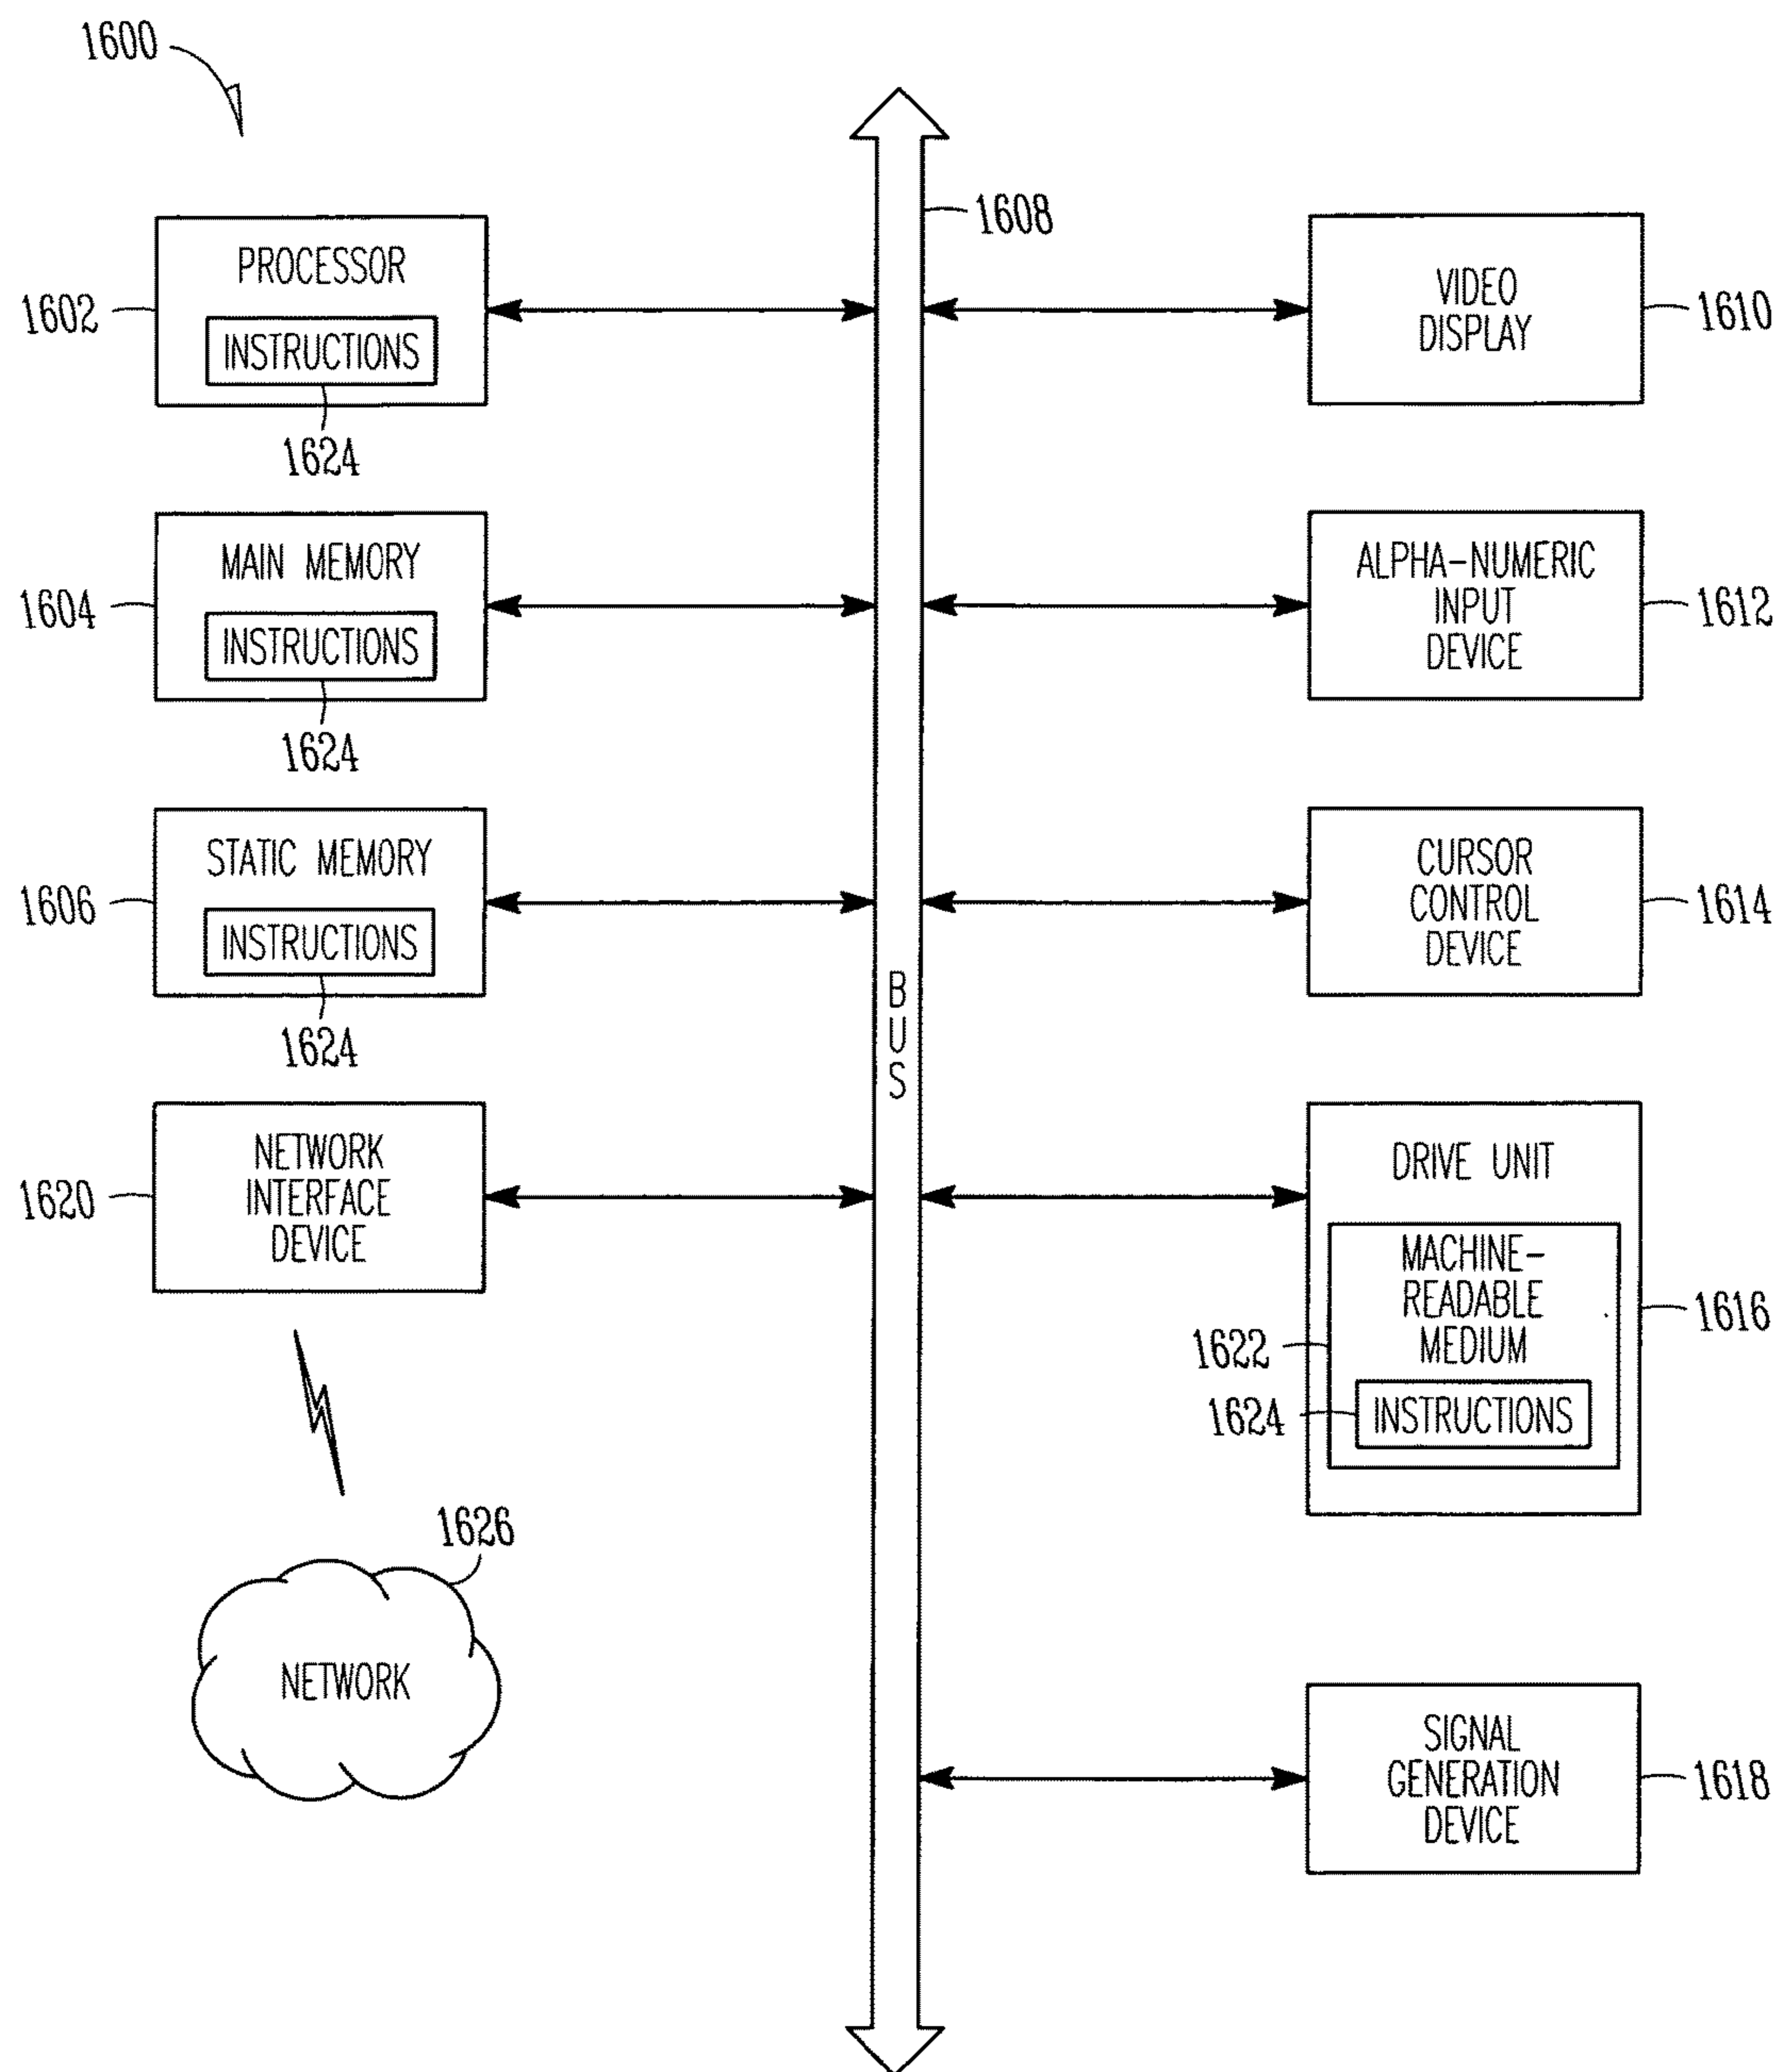 1600
1608
PROCESSOR
1602
INSTRUCTIONS
1624
VIDEO
DISPLAY
1610
MAIN MEMORY
1604
INSTRUCTIONS
1624
ALPHA-NUMERIC
INPUT
DEVICE
1612
STATIC MEMORY
1606
INSTRUCTIONS
1624
CURSOR
CONTROL
DEVICE
1614
BUS
NETWORK
INTERFACE
DEVICE
1620
DRIVE UNIT
MACHINE-
READABLE
MEDIUM
1616
1622
1624
INSTRUCTIONS
1626
NETWORK
SIGNAL
GENERATION
DEVICE
1618